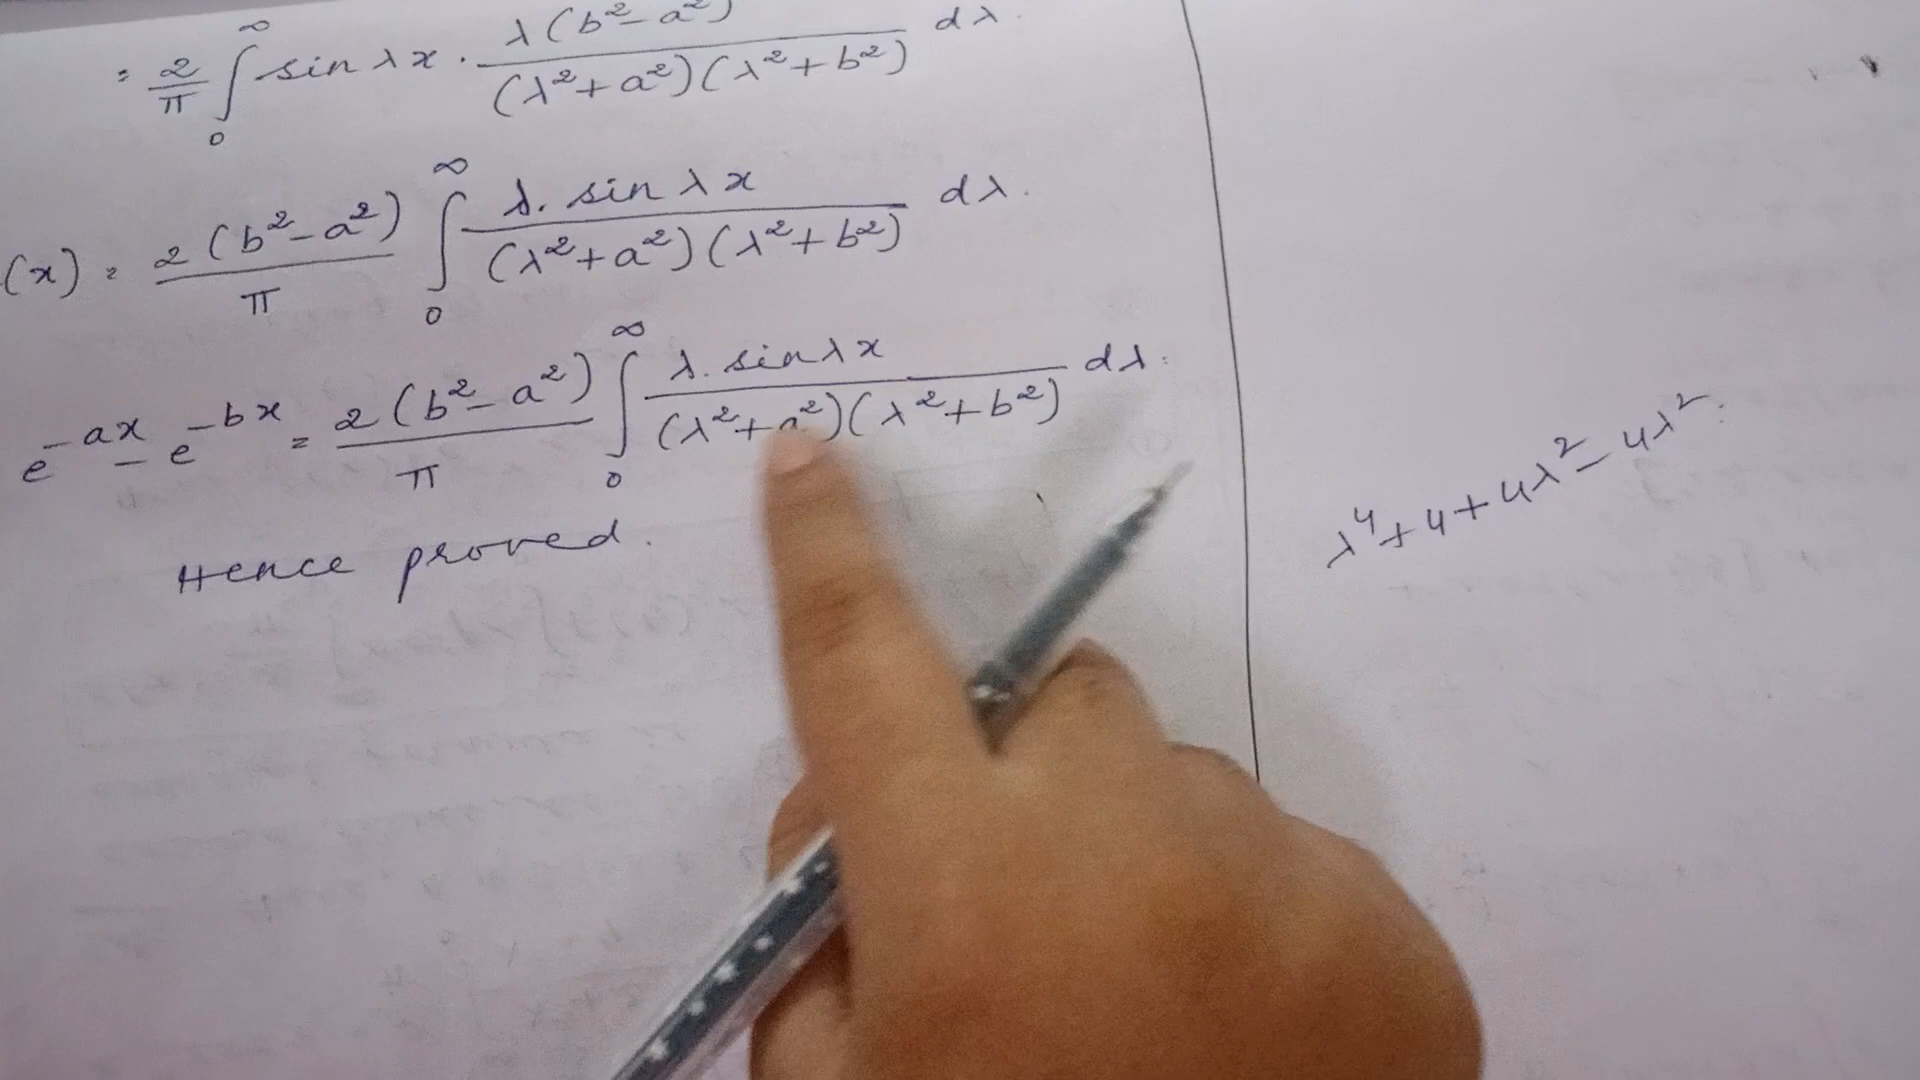 = 2/π ∫₀^∞ sin λx · λ(b² - a²) / (λ² + a²)(λ² + b²) dλ.
(x) = 2(b² - a²)/π ∫₀^∞ λ. sin λx / (λ² + a²)(λ² + b²) dλ.
e^-ax - e^-bx = 2(b² - a²)/π ∫₀^∞ λ. sin λx / (λ² + a²)(λ² + b²) dλ.
Hence proved.
λ⁴ + 4 + 4λ² - 4λ².